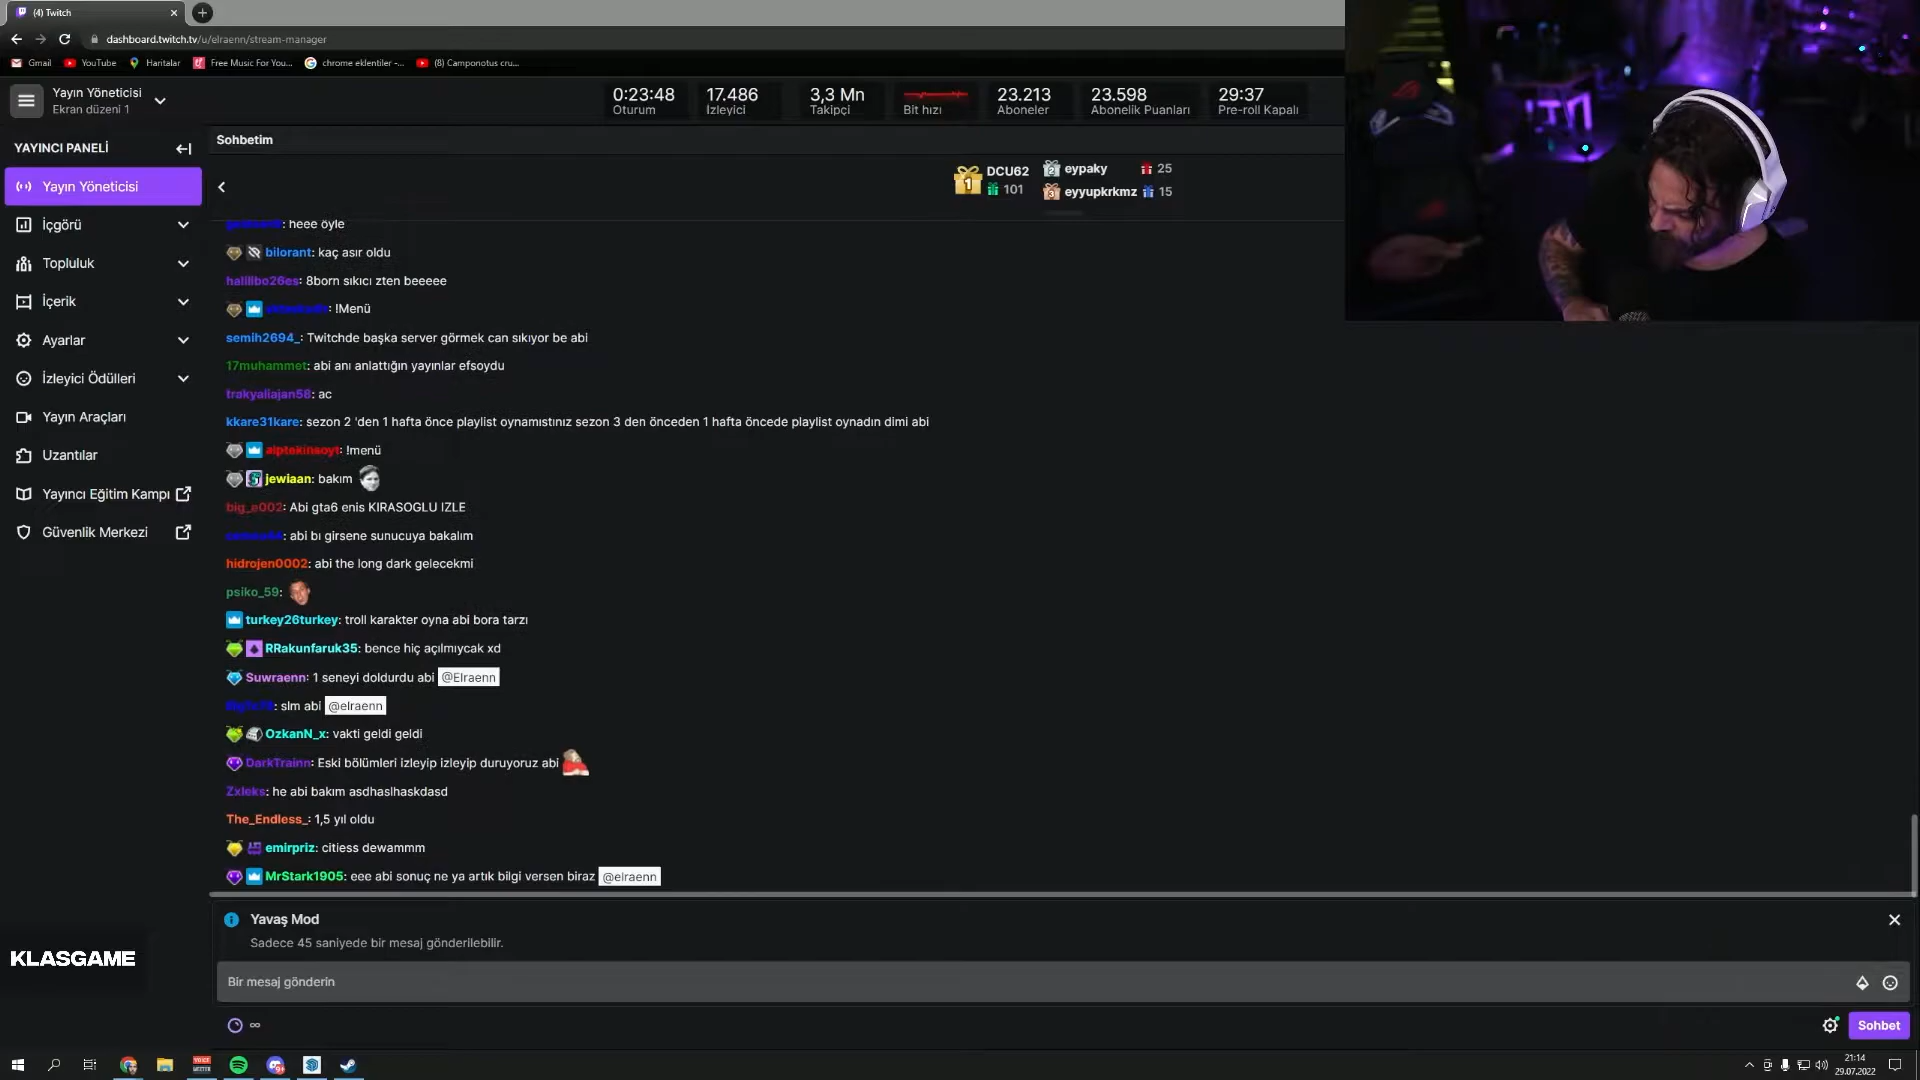 (4) Twitch
dashboard.twitch.tv/u/elraenn/stream-manager
Gmail
YouTube
Haritalar
Free Music For You...
chrome eklentiler -...
(8) Camponotus cru...
Yayın Yöneticisi
Ekran düzeni 1
0:23:48
Oturum
17.486
İzleyici
3,3 Mn
Takipçi
Bit hızı
23.213
Aboneler
23.598
Abonelik Puanları
29:37
Pre-roll Kapalı
YAYINCI PANELİ
Yayın Yöneticisi
İçgörü
Topluluk
İçerik
Ayarlar
İzleyici Ödülleri
Yayın Araçları
Uzantılar
Yayıncı Eğitim Kampı
Güvenlik Merkezi
KLASGAME
Sohbetim
1 DCU62 101
2 eypaky 25
3 eyyupkrkmz 15
: heee öyle
bilorant: kaç asır oldu
halilibo26es: 8born sıkıcı zten beeeee
: !Menü
semih2694_: Twitchde başka server görmek can sıkıyor be abi
17muhammet: abi anı anlattığın yayınlar efsoydu
trakyaliajan58: ac
kkare31kare: sezon 2 'den 1 hafta önce playlist oynamıstınız sezon 3 den önceden 1 hafta öncede playlist oynadın dimi abi
alptekinsoyt: !menü
jewiaan: bakım
big_e002: Abi gta6 enis KIRASOGLU IZLE
: abi bı girsene sunucuya bakalım
hidrojen0002: abi the long dark gelecekmi
psiko_59:
turkey26turkey: troll karakter oyna abi bora tarzı
RRakunfaruk35: bence hiç açılmıycak xd
Suwraenn: 1 seneyi doldurdu abi @Elraenn
: slm abi @elraenn
OzkanN_x: vakti geldi geldi
DarkTrainn: Eski bölümleri izleyip izleyip duruyoruz abi
Zxleks: he abi bakım asdhaslhaskdasd
The_Endless_: 1,5 yıl oldu
emirpriz: citiess dewammm
MrStark1905: eee abi sonuç ne ya artık bilgi versen biraz @elraenn
Yavaş Mod
Sadece 45 saniyede bir mesaj gönderilebilir.
Bir mesaj gönderin
∞
Sohbet
21:14
29.07.2022